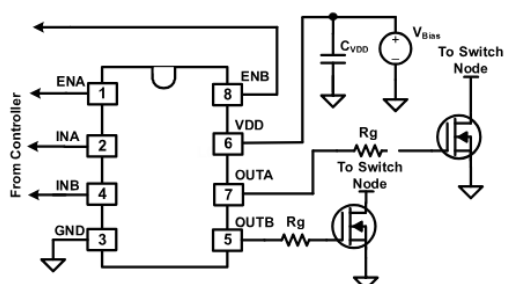 V_Bias
C_VDD
To Switch
Node
ENA
1
8
ENB
VDD
6
INA
2
From Controller
OUTA
7
Rg
To Switch
Node
INB
4
GND
3
OUTB
5
Rg